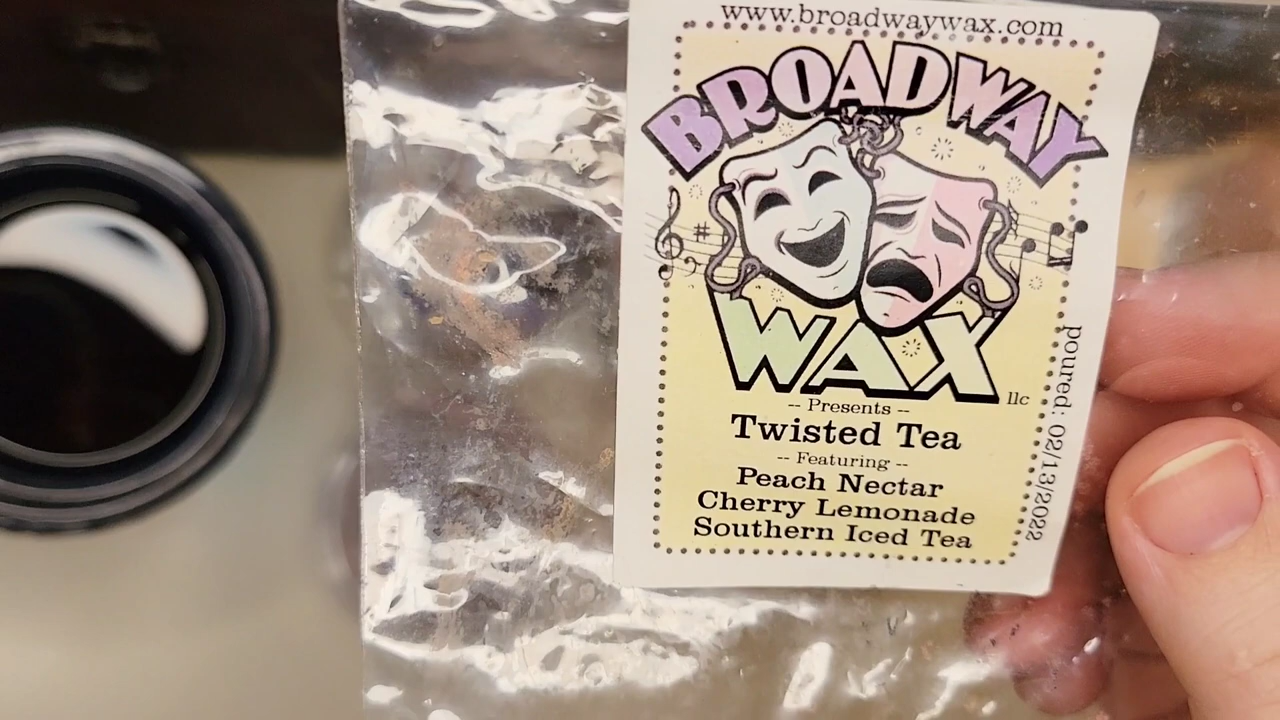 www.broadwaywax.com
BROADWAY
WAX
llc
-- Presents --
Twisted Tea
-- Featuring --
Peach Nectar
Cherry Lemonade
Southern Iced Tea
poured: 02/13/2022